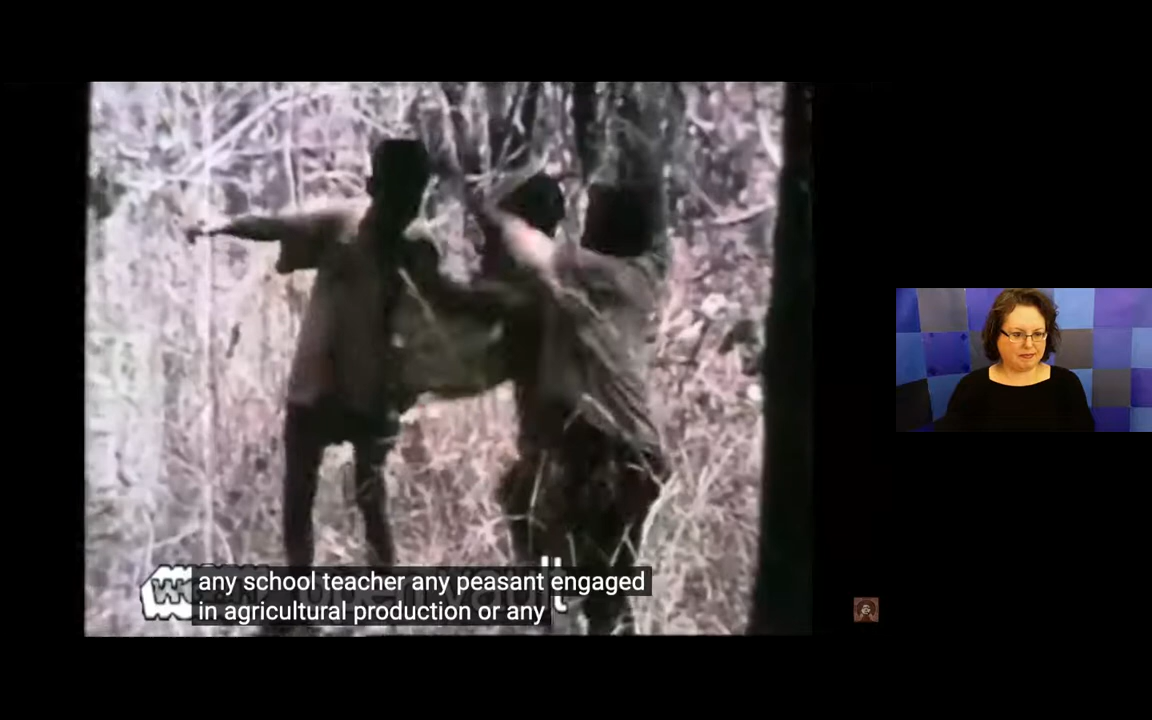 any school teacher any peasant engaged
in agricultural production or any